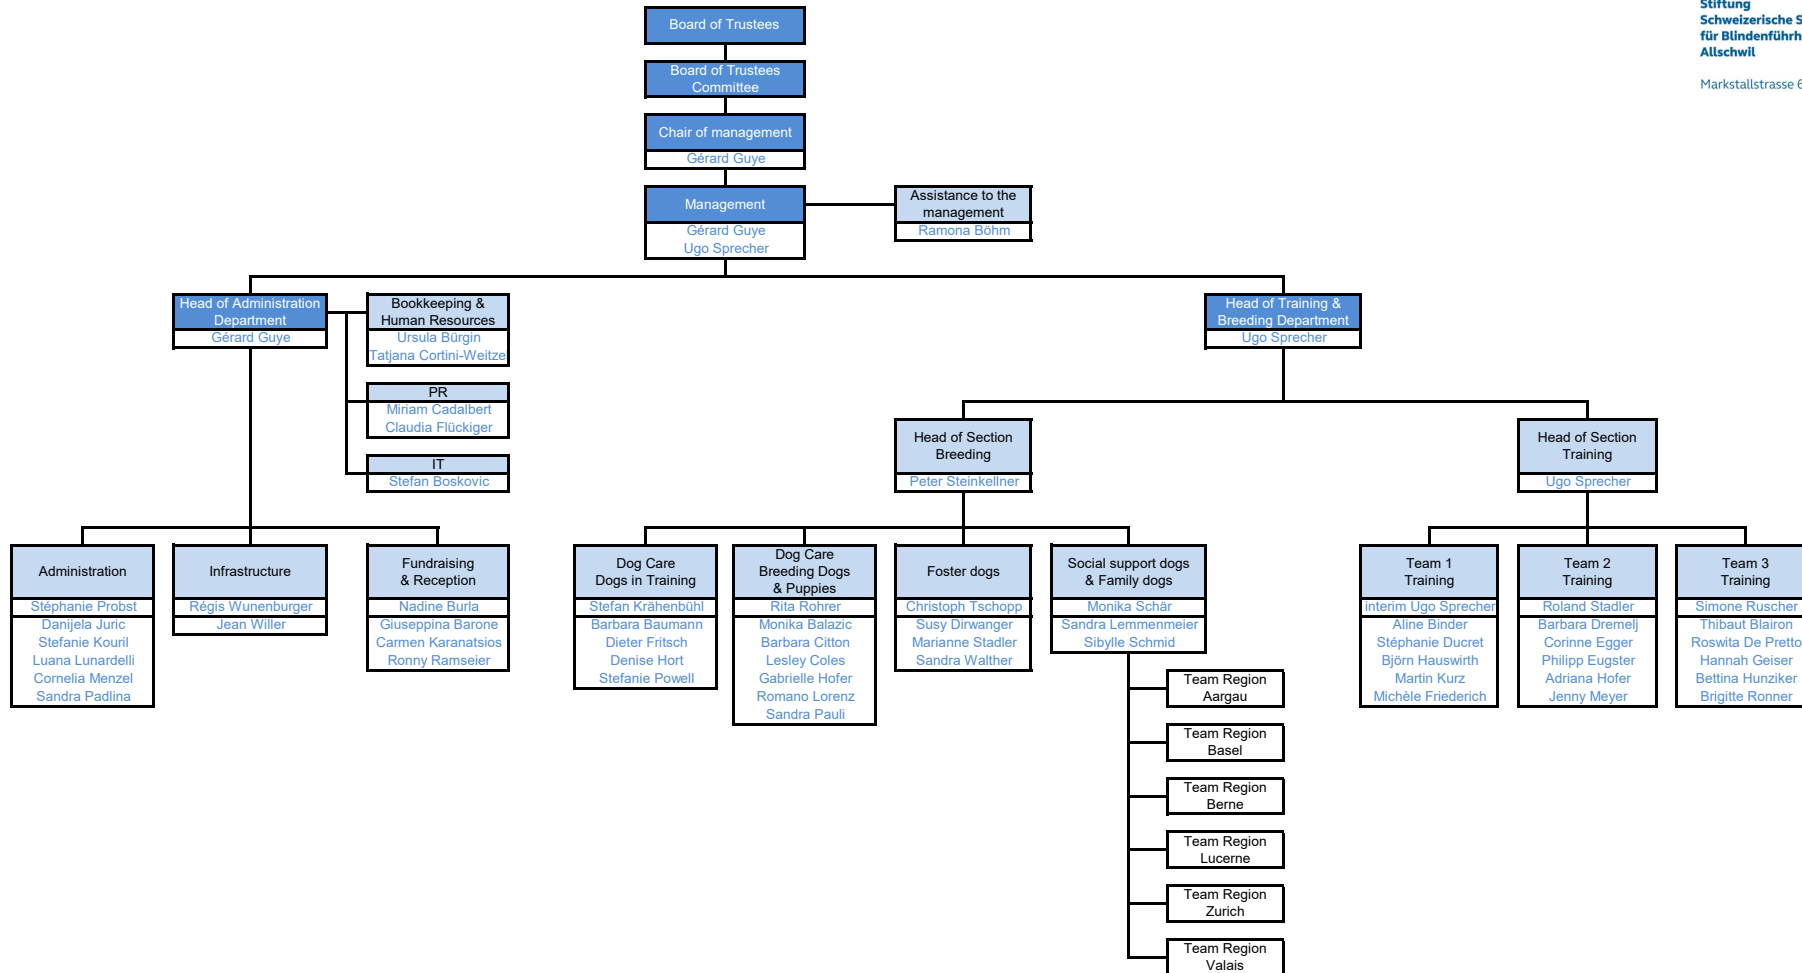 Stiftung
Schweizerische
für
Allschwil
Markstallstrasse
Board of Trustees
Board of Trustees
Committee
Chair of management
Gérard Guye
Management
Gérard Guye
Ugo Sprecher
Assistance to the
management
Ramona Böhm
Head of Administration
Department
Gérard Guye
Bookkeeping &
Human Resources
Ursula Bürgin
Tatjana Cortini-Weitze
PR
Miriam Cadalbert
Claudia Flückiger
IT
Stefan Boskovic
Head of Training &
Breeding Department
Ugo Sprecher
Head of Section
Breeding
Peter Steinkellner
Head of Section
Training
Ugo Sprecher
Administration
Stéphanie Probst
Danijela Juric
Stefanie Kouril
Luana Lunardelli
Cornelia Menzel
Sandra Padlina
Infrastructure
Régis Wunenburger
Jean Willer
Fundraising
& Reception
Nadine Burla
Giuseppina Barone
Carmen Karanatsios
Ronny Ramseier
Dog Care
Dogs in Training
Stefan Krähenbühl
Barbara Baumann
Dieter Fritsch
Denise Hort
Stefanie Powell
Dog Care
Breeding Dogs
& Puppies
Rita Rohrer
Monika Balazic
Barbara Citton
Lesley Coles
Gabrielle Hofer
Romano Lorenz
Sandra Pauli
Foster dogs
Christoph Tschopp
Susy Dirwanger
Marianne Stadler
Sandra Walther
Social support dogs
& Family dogs
Monika Schär
Sandra Lemmenmeier
Sibylle Schmid
Team Region
Aargau
Team Region
Basel
Team Region
Berne
Team Region
Lucerne
Team Region
Zurich
Team Region
Valais
Team 1
Training
interim Ugo Sprecher
Aline Binder
Stéphanie Ducret
Björn Hauswirth
Martin Kurz
Michèle Friederich
Team 2
Training
Roland Stadler
Barbara Dremelj
Corinne Egger
Philipp Eugster
Adriana Hofer
Jenny Meyer
Team 3
Training
Simone Ruscher
Thibaut Blairon
Roswita De Pretto
Hannah Geiser
Bettina Hunziker
Brigitte Ronner